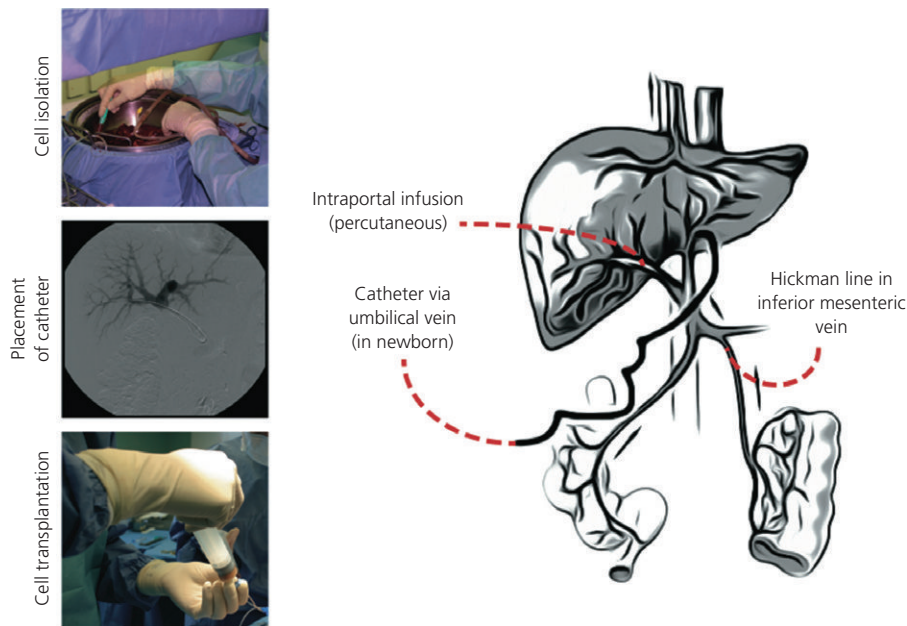 Cell isolation
Placement
of catheter
Cell transplantation
Intraportal infusion
(percutaneous)
Catheter via
umbilical vein
(in newborn)
Hickman line in
inferior mesenteric
vein